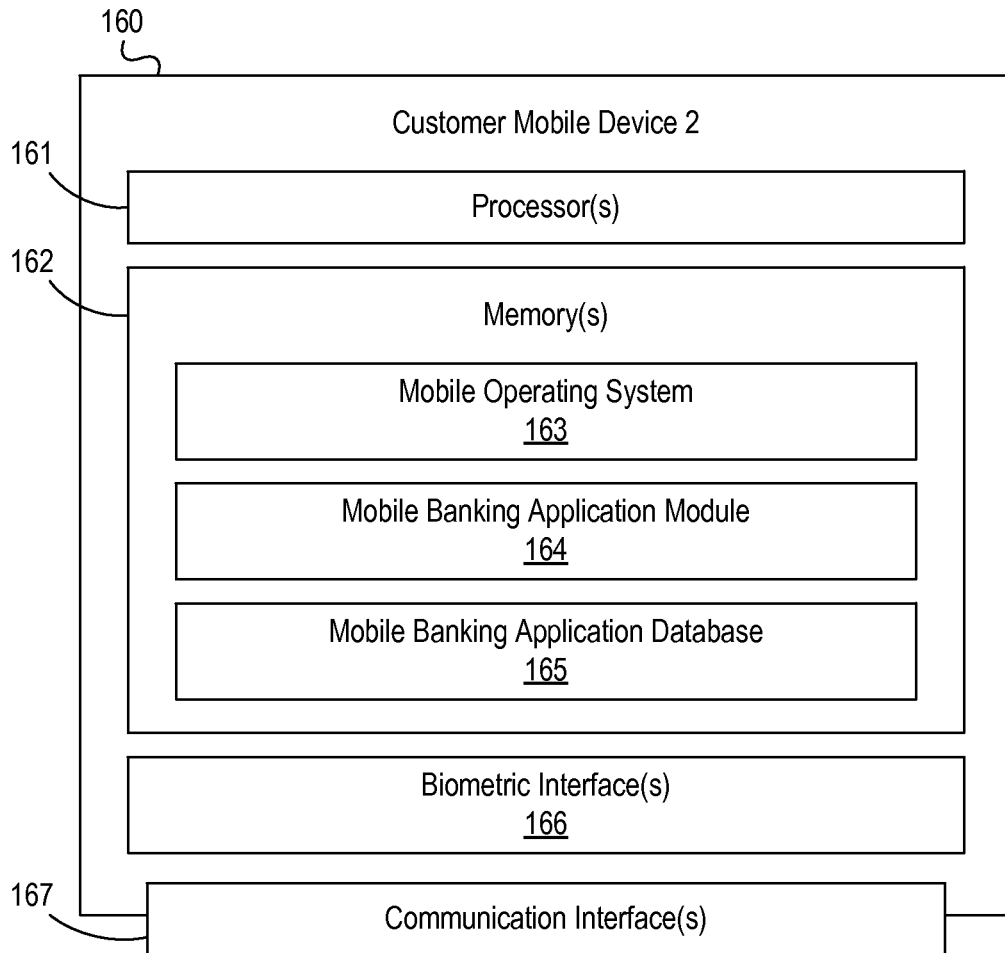 160
Customer Mobile Device 2
161
Processor(s)
162
Memory(s)
Mobile Operating System
163
Mobile Banking Application Module
164
Mobile Banking Application Database
165
Biometric Interface(s)
166
167
Communication Interface(s)